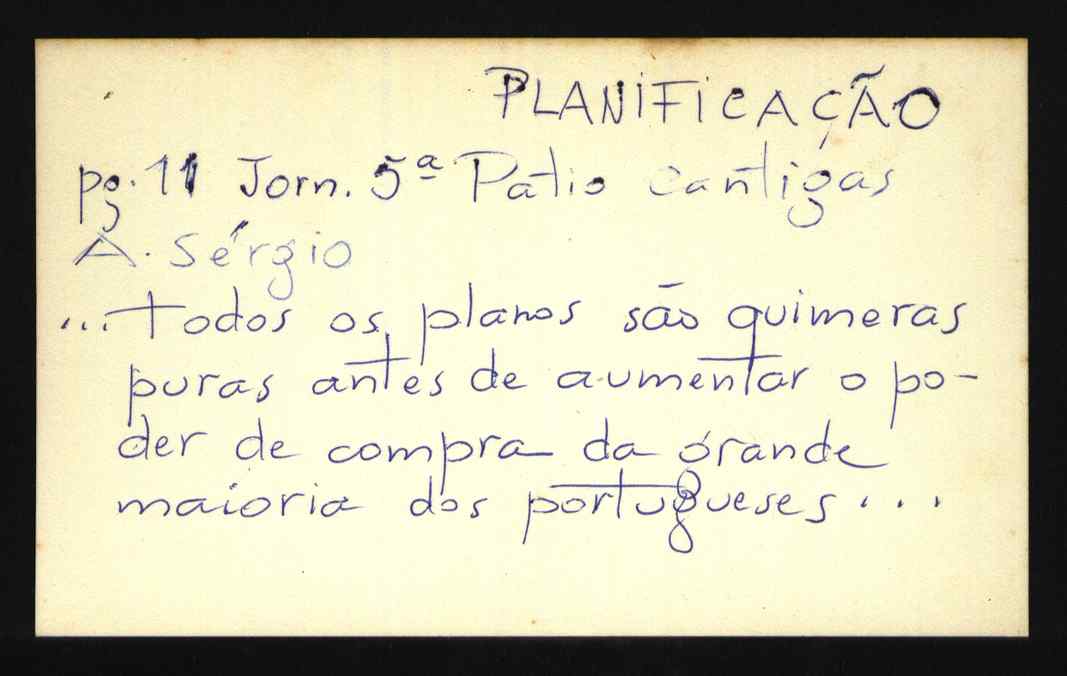 PLANIFICAÇÃO
pg. 11 Jorn. 5ª Patio Cantigas
A. Sérgio
...Todos os planos são quimeras
puras antes de aumentar o po-
der de compra da grande
maioria dos portugueses...